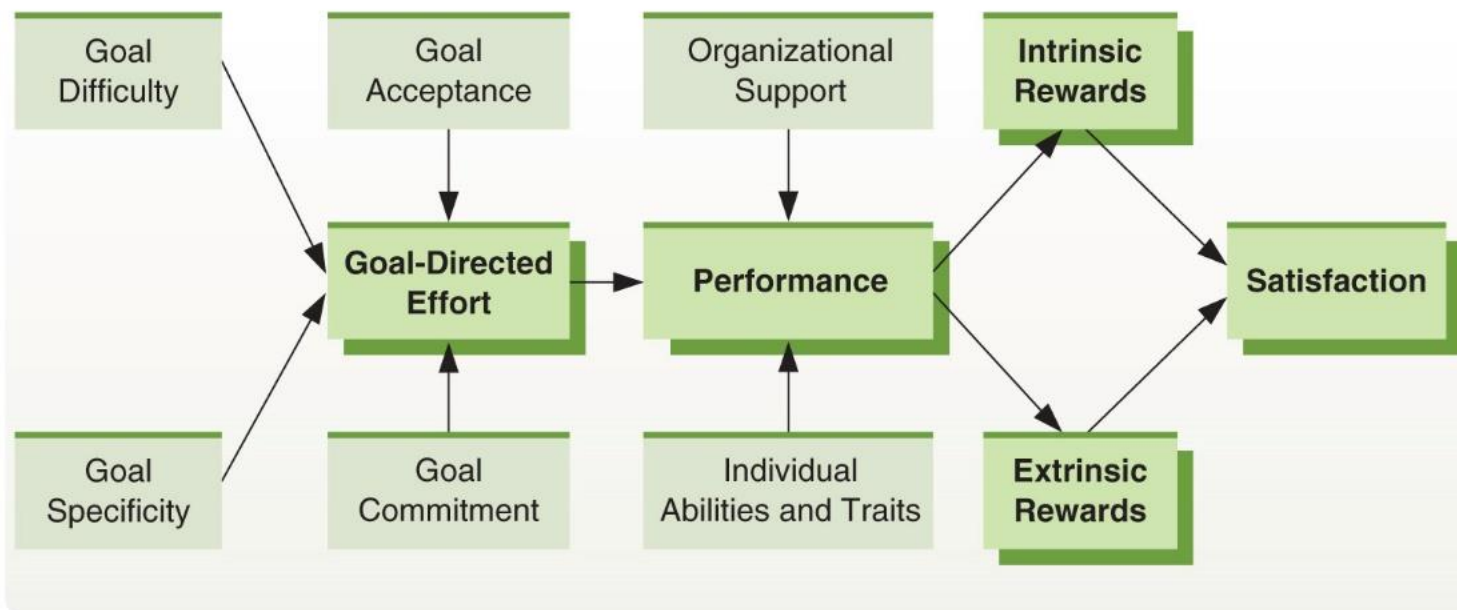 Goal
Difficulty
Goal
Acceptance
Organizational
Support
Intrinsic
Rewards
Goal-Directed
Effort
Performance
Satisfaction
Goal
Specificity
Goal
Commitment
Individual
Abilities and Traits
Extrinsic
Rewards